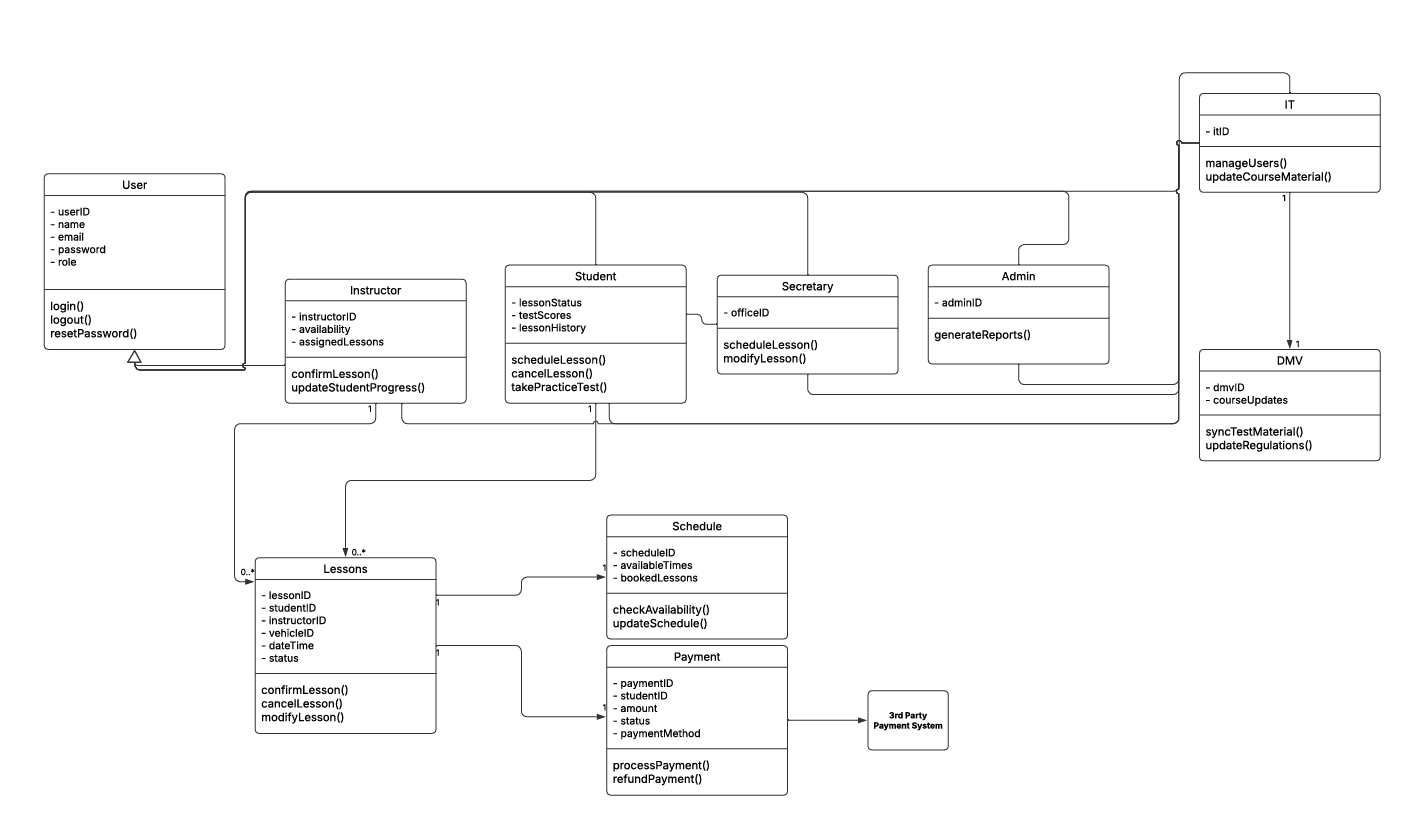 User
- userID
- name
- email
- password
- role
login()
logout()
resetPassword()
Instructor
- instructorID
- availability
- assignedLessons
confirmLesson()
updateStudentProgress()
1
Student
- lessonStatus
- testScores
- lessonHistory
scheduleLesson()
cancelLesson()
takePracticeTest()
1
Secretary
- officeID
scheduleLesson()
modifyLesson()
Admin
- adminID
generateReports()
IT
- itID
manageUsers()
updateCourseMaterial()
1
1
DMV
- dmvID
- courseUpdates
syncTestMaterial()
updateRegulations()
0..*
0..*
Lessons
- lessonID
- studentID
- instructorID
- vehicleID
- dateTime
- status
confirmLesson()
cancelLesson()
modifyLesson()
1
1
1
Schedule
- scheduleID
- availableTimes
- bookedLessons
checkAvailability()
updateSchedule()
1
Payment
- paymentID
- studentID
- amount
- status
- paymentMethod
processPayment()
refundPayment()
3rd Party
Payment System